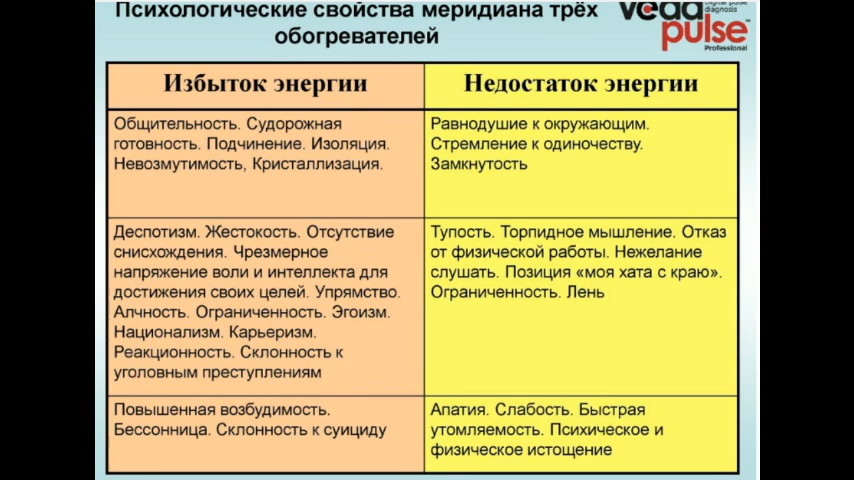 Психологические свойства меридиана трёх
обогревателей
veda
pulse
diagnosis
Professional
Избыток энергии
Недостаток энергии
Общительность. Судорожная
готовность. Подчинение. Изоляция.
Невозмутимость, Кристаллизация.
Равнодушие к окружающим.
Стремление к одиночеству.
Замкнутость
Деспотизм. Жестокость. Отсутствие
снисхождения. Чрезмерное
напряжение воли и интеллекта для
достижения своих целей. Упрямство.
Алчность. Ограниченность. Эгоизм.
Национализм. Карьеризм.
Реакционность. Склонность к
уголовным преступлениям
Тупость. Торпидное мышление. Отказ
от физической работы. Нежелание
слушать. Позиция «моя хата с краю».
Ограниченность. Лень
Повышенная возбудимость.
Бессонница. Склонность к суициду
Апатия. Слабость. Быстрая
утомляемость. Психическое и
физическое истощение